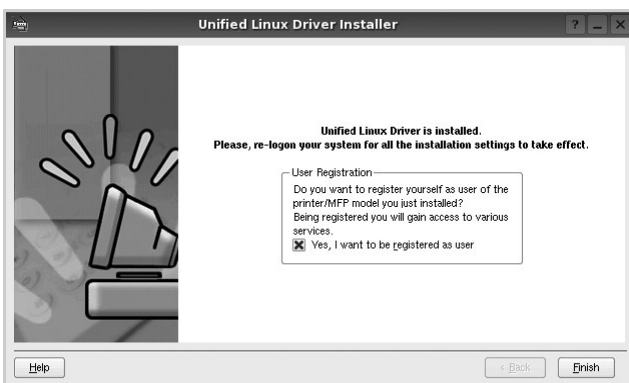 Unified Linux Driver Installer
Unified Linux Driver is installed.
Please, re-logon your system for all the installation settings to take effect.
User Registration
Do you want to register yourself as user of the
printer/MFP model you just installed?
Being registered you will gain access to various
services.
Yes, I want to be registered as user
Help
< Back
Finish